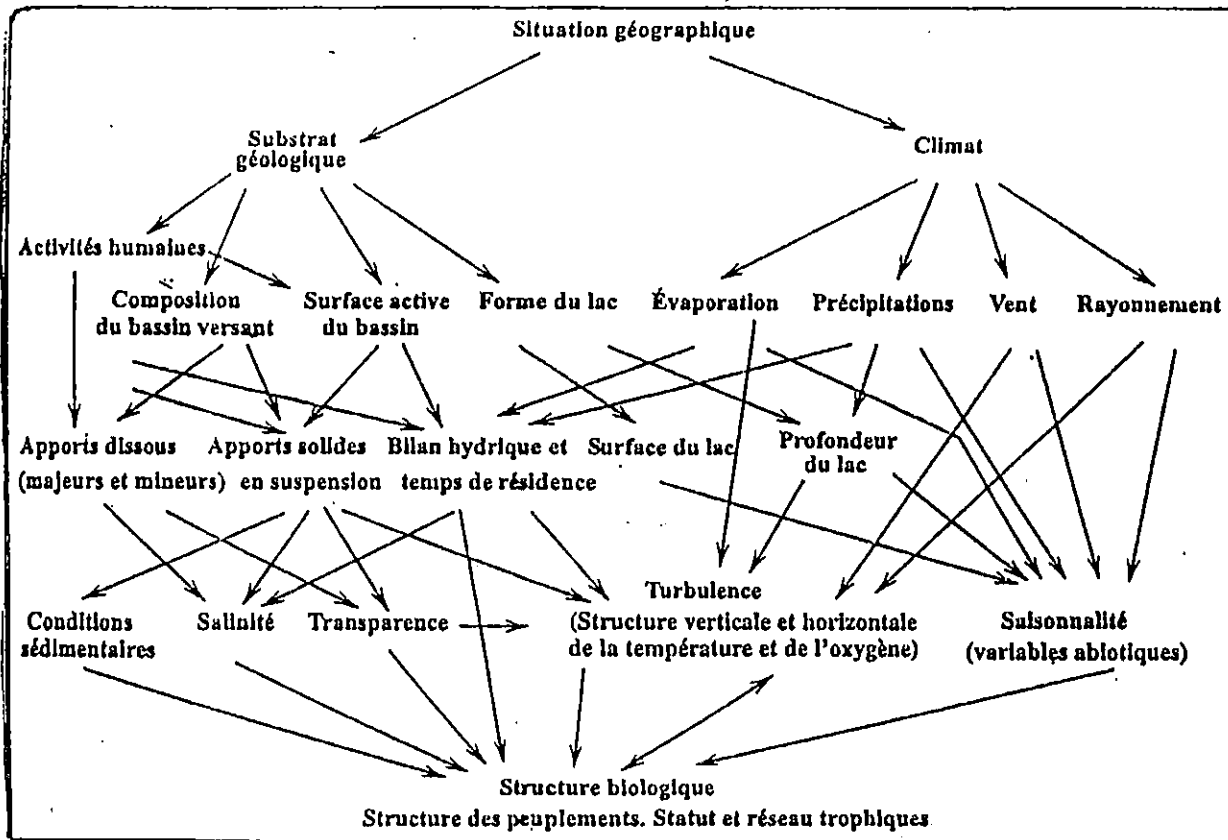 Situation géographique
Substrat
géologique
Climat
Activités humaines
Composition
du bassin versant
Surface active
du bassin
Forme du lac
Évaporation
Précipitations
Vent
Rayonnement
Apports dissous
(majeurs et mineurs)
Apports solides
en suspension
Bilan hydrique et
temps de résidence
Surface du lac
Profondeur
du lac
Conditions
sédimentaires
Salinité
Transparence
Turbulence
(Structure verticale et horizontale
de la température et de l'oxygène)
Saisonnalité
(variables abiotiques)
Structure biologique
Structure des peuplements. Statut et réseau trophiques